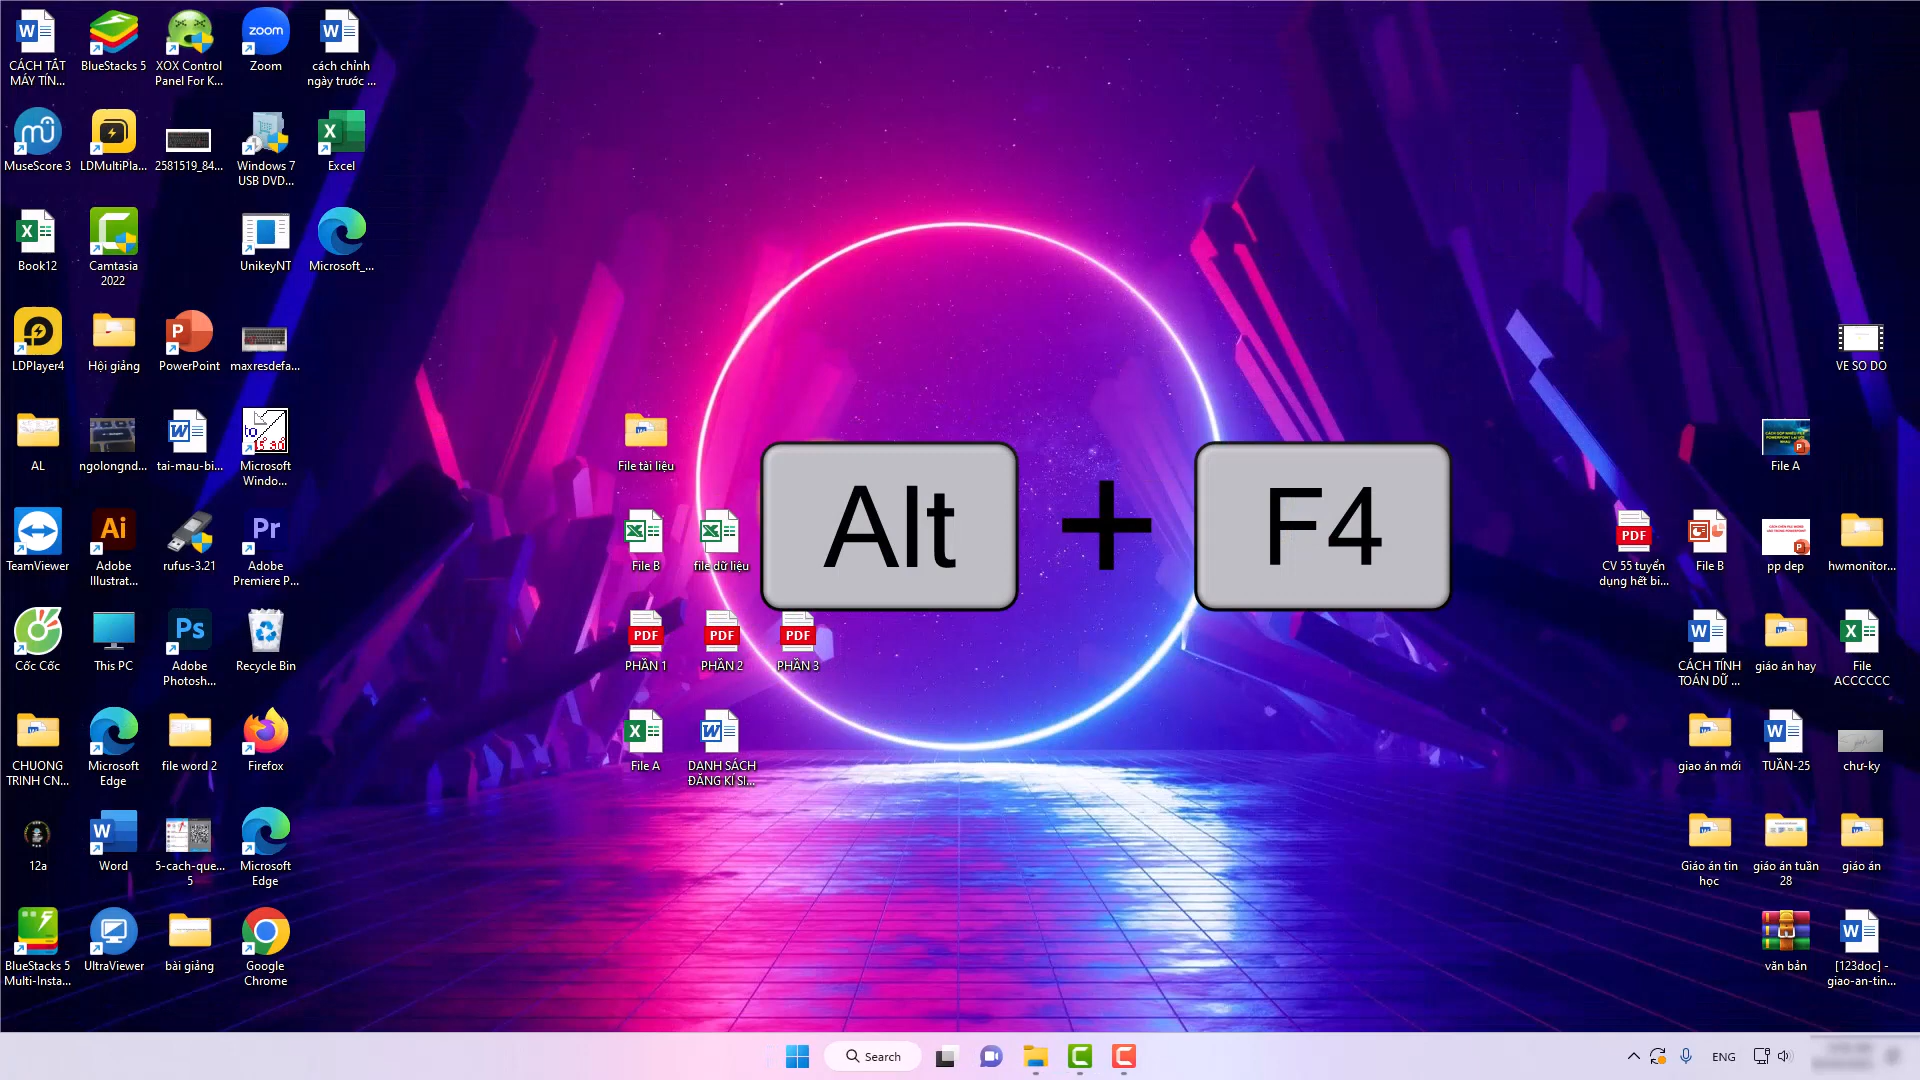 CÁCH TẮT
MÁY TÍN...
BlueStacks 5
XOX Control
Panel For K...
zoom
Zoom
cách chỉnh
ngày trước ...
MuseScore 3
LDMultiPla...
2581519_84...
Windows 7
USB DVD...
Excel
Book12
Camtasia
2022
UnikeyNT
Microsoft_...
LDPlayer4
Hội giảng
PowerPoint
maxresdefa...
VE SO DO
AL
ngolongnd...
tai-mau-bi...
Microsoft
Windo...
File tài liệu
File A
Alt + F4
TeamViewer
Adobe
Illustrat...
rufus-3.21
Adobe
Premiere P...
File B
file dữ liệu
PDF
CV 55 tuyển
dụng hết bi...
File B
pp dep
hwmonitor...
Cốc Cốc
This PC
Adobe
Photosh...
Recycle Bin
PDF
PHẦN 1
PDF
PHẦN 2
PDF
PHẦN 3
CÁCH TÍNH
TOÁN DỮ ...
giáo án hay
File
ACCCCCC
CHUONG
TRINH CN...
Microsoft
Edge
file word 2
Firefox
File A
DANH SÁCH
ĐĂNG KÍ SI...
giao án mới
TUẦN-25
chư-ky
12a
Word
5-cach-que...
5
Microsoft
Edge
Giáo án tin
học
giáo án tuần
28
giáo án
BlueStacks 5
Multi-Insta...
UltraViewer
bài giảng
Google
Chrome
văn bản
[123doc] -
giao-an-tin...
Search
ENG